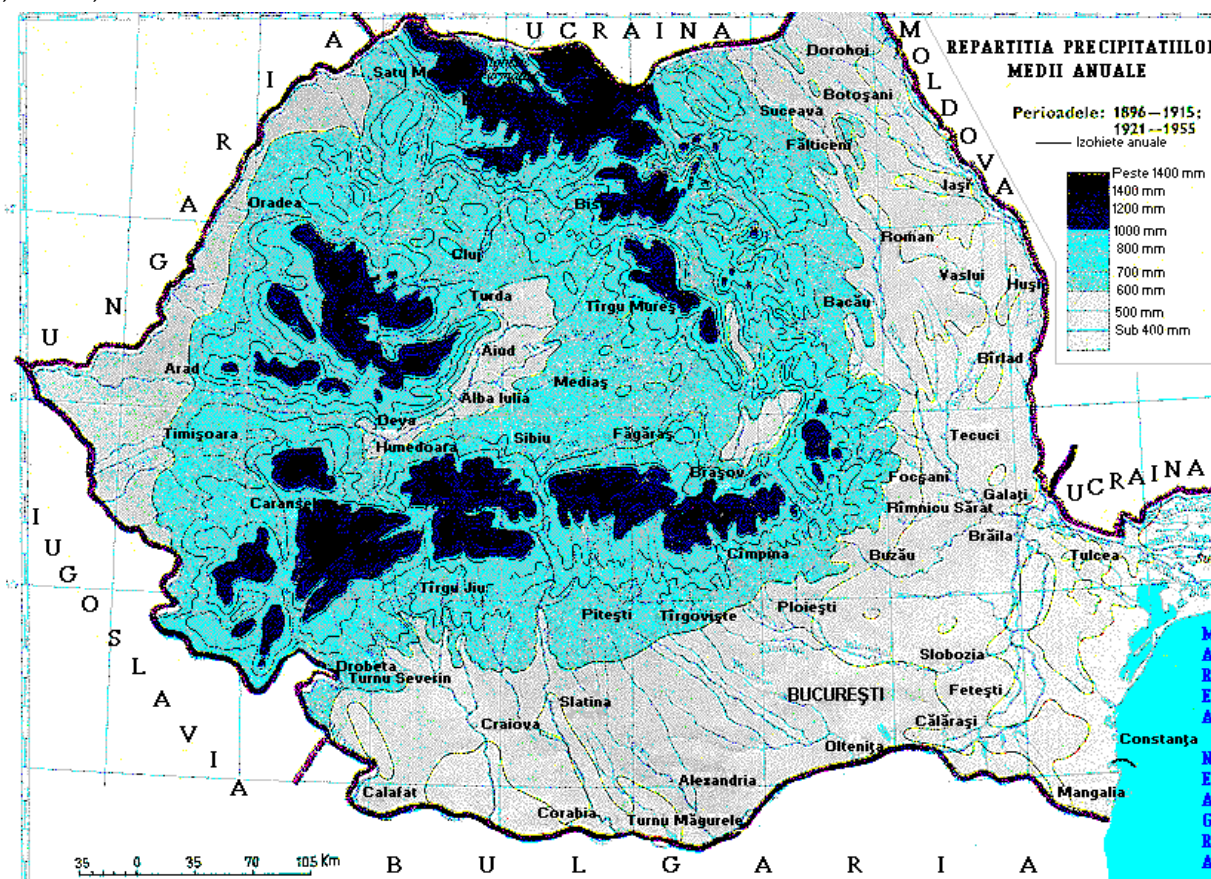 UCRAINA
MOLDOVA
UNGARIA
REPARTITIA PRECIPITATIILO
MEDII ANUALE
Perioadele: 1896—1915;
1921--1955
Izohiete anuale
Peste 1400 mm
1400 mm
1200 mm
1000 mm
800 mm
700 mm
600 mm
500 mm
Sub 400 mm
Dorohoi
Satu M
Botoşani
Suceava
Fălticeni
Iaşi
Oradea
Bis
Roman
Cluj
Vaslui
Huşi
Turda
Tîrgu Mureş
Bacău
Aiud
Bîrlad
Arad
Mediaş
Alba Iulia
Deva
Timişoara
Sibiu
Făgăraş
Tecuci
Hunedoara
Braşov
Focşani
UCRAINA
Caranse
Galaţi
Rîmnicu Sărat
Brăila
Cîmpina
Buzău
Tulcea
Tîrgu Jiu
Piteşti
Tîrgovişte
Ploieşti
IUGOSLAVIA
Slobozia
Drobeta
Turnu Severin
BUCUREŞTI
Feteşti
Slatina
Craiova
Călăraşi
Olteniţa
Constanţa
MAREA NEAGRA
Alexandria
Calafat
Mangalia
Corabia
Turnu Măgurele
35 0 35 70 105 Km
BULGARIA